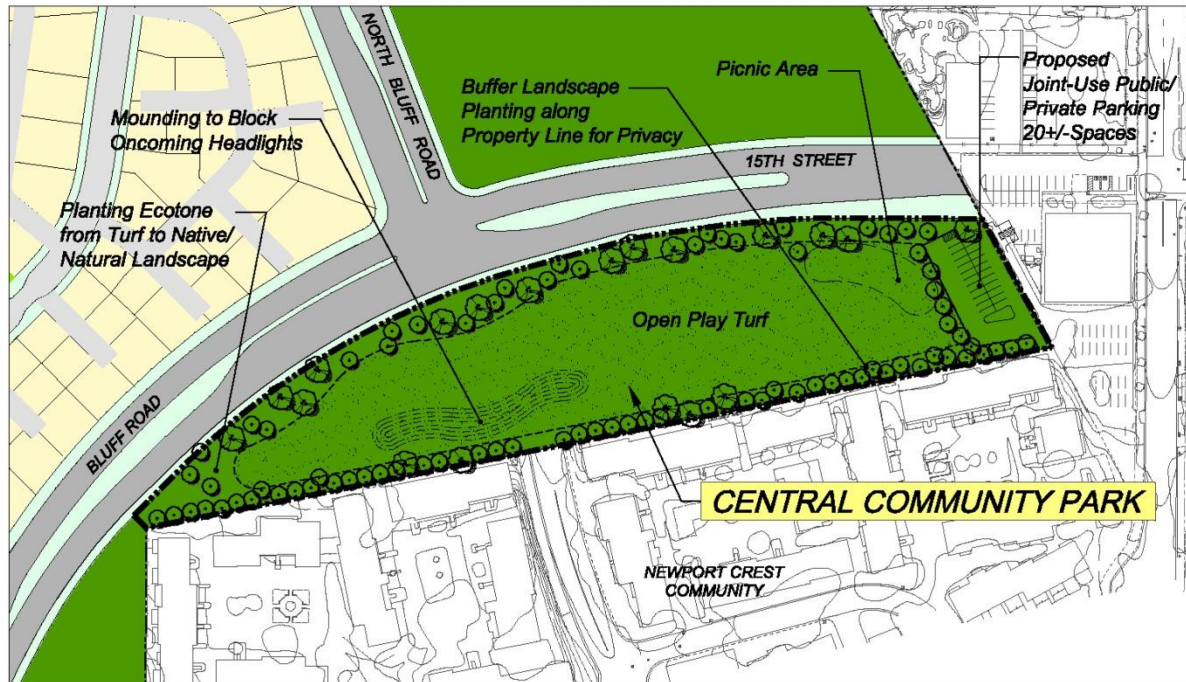 NORTH BLUFF ROAD
Mounding to Block
Oncoming Headlights
Buffer Landscape
Planting along
Property Line for Privacy
Picnic Area
Proposed
Joint-Use Public/
Private Parking
20+/-Spaces
15TH STREET
Planting Ecotone
from Turf to Native/
Natural Landscape
Open Play Turf
BLUFF ROAD
CENTRAL COMMUNITY PARK
NEWPORT CREST
COMMUNITY